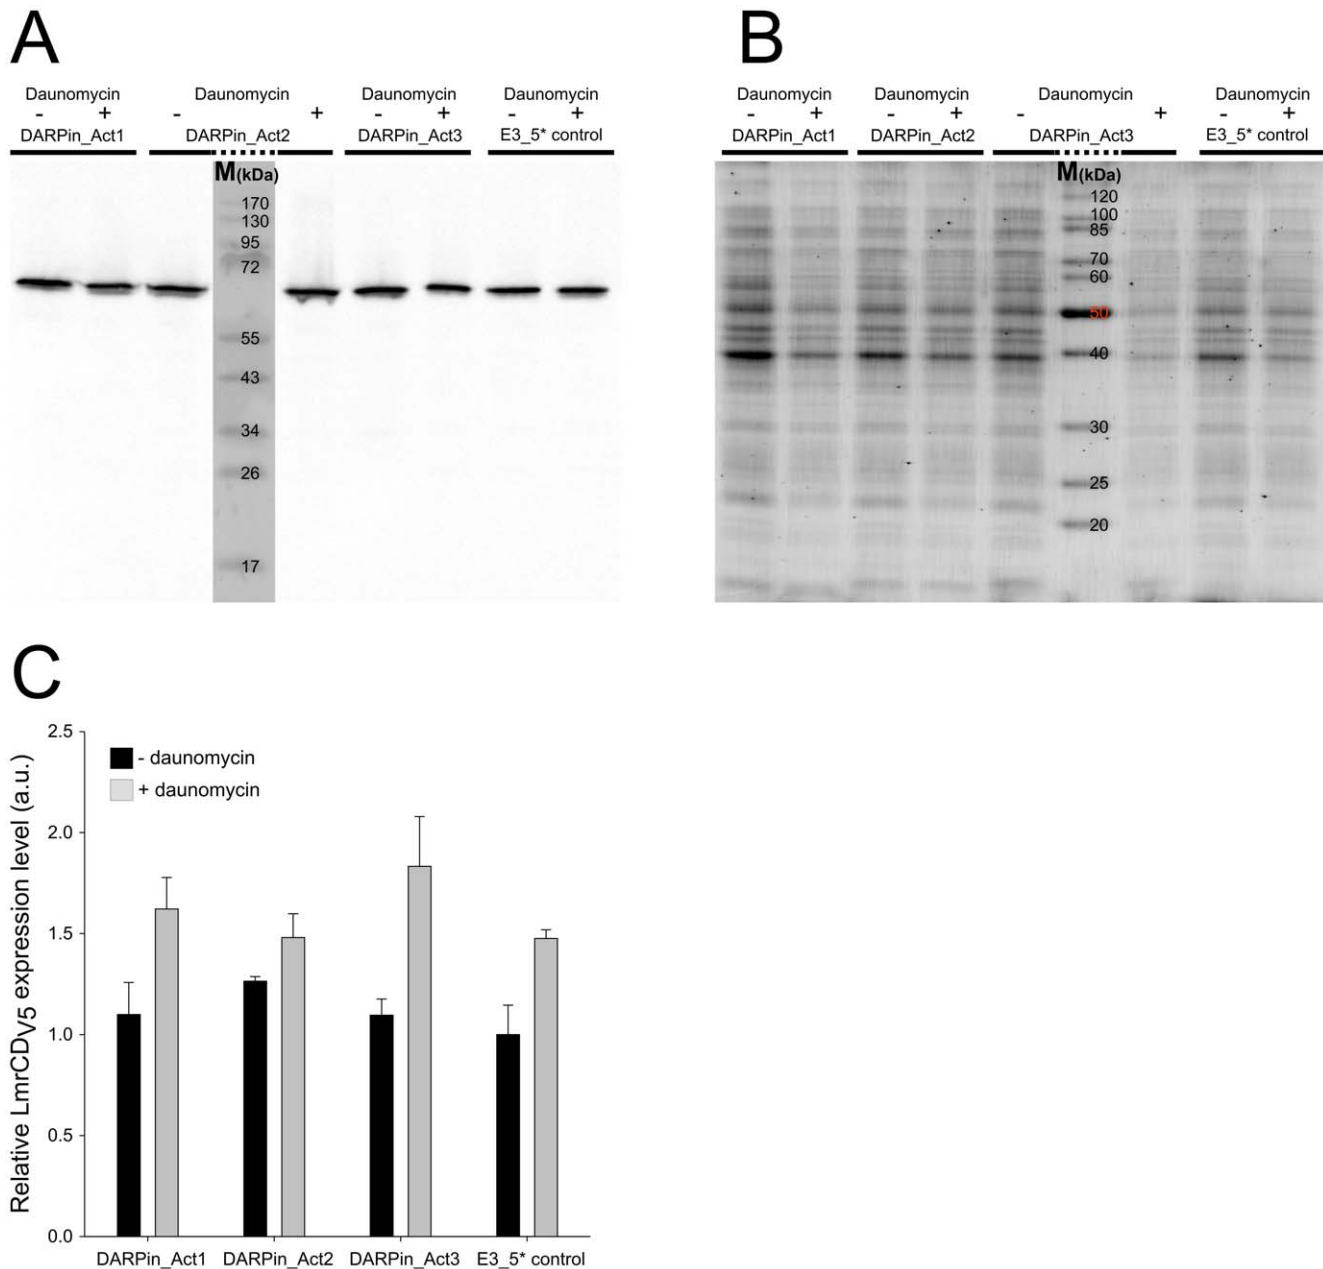 A
Daunomycin Daunomycin Daunomycin Daunomycin
- + - + - + - +
DARPin_Act1 DARPin_Act2 DARPin_Act3 E3_5* control
M(kDa)
170
130
95
72
55
43
34
26
17
B
Daunomycin Daunomycin Daunomycin Daunomycin
- + - + - + - +
DARPin_Act1 DARPin_Act2 DARPin_Act3 E3_5* control
M(kDa)
120
100
85
70
60
50
40
30
25
20
C
Relative LmrCDV5 expression level (a.u.)
2.5
2.0
1.5
1.0
0.5
0.0
- daunomycin
+ daunomycin
DARPin_Act1 DARPin_Act2 DARPin_Act3 E3_5* control